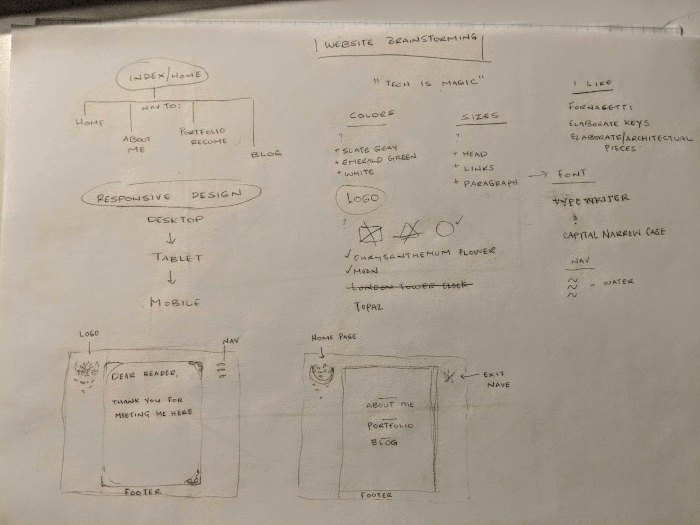 WEBSITE BRAINSTORMING
"TECH IS MAGIC"
INDEX/HOME
NAV TO:
HOME
ABOUT
ME
PORTFOLIO
RESUME
BLOG
RESPONSIVE DESIGN
DESKTOP
TABLET
MOBILE
COLORS
?
+ SLATE GRAY
+ EMERALD GREEN
+ WHITE
SIZES
?
+ HEAD
+ LINKS
+ PARAGRAPH
I LIKE
FORNASETTI
ELABORATE KEYS
ELABORATE/ARCHITECTURAL
PIECES
FONT
TYPEWRITER
&
CAPITAL NARROW CASE
NAV
- WATER
LOGO
?
✓ CHRYSANTHEMUM FLOWER
✓ MOON
LONDON TOWER CLOCK
TOPAZ
LOGO
NAV
DEAR READER,
THANK YOU FOR
MEETING ME HERE
FOOTER
HOME PAGE
EXIT
NAVE
ABOUT ME
PORTFOLIO
BLOG
FOOTER